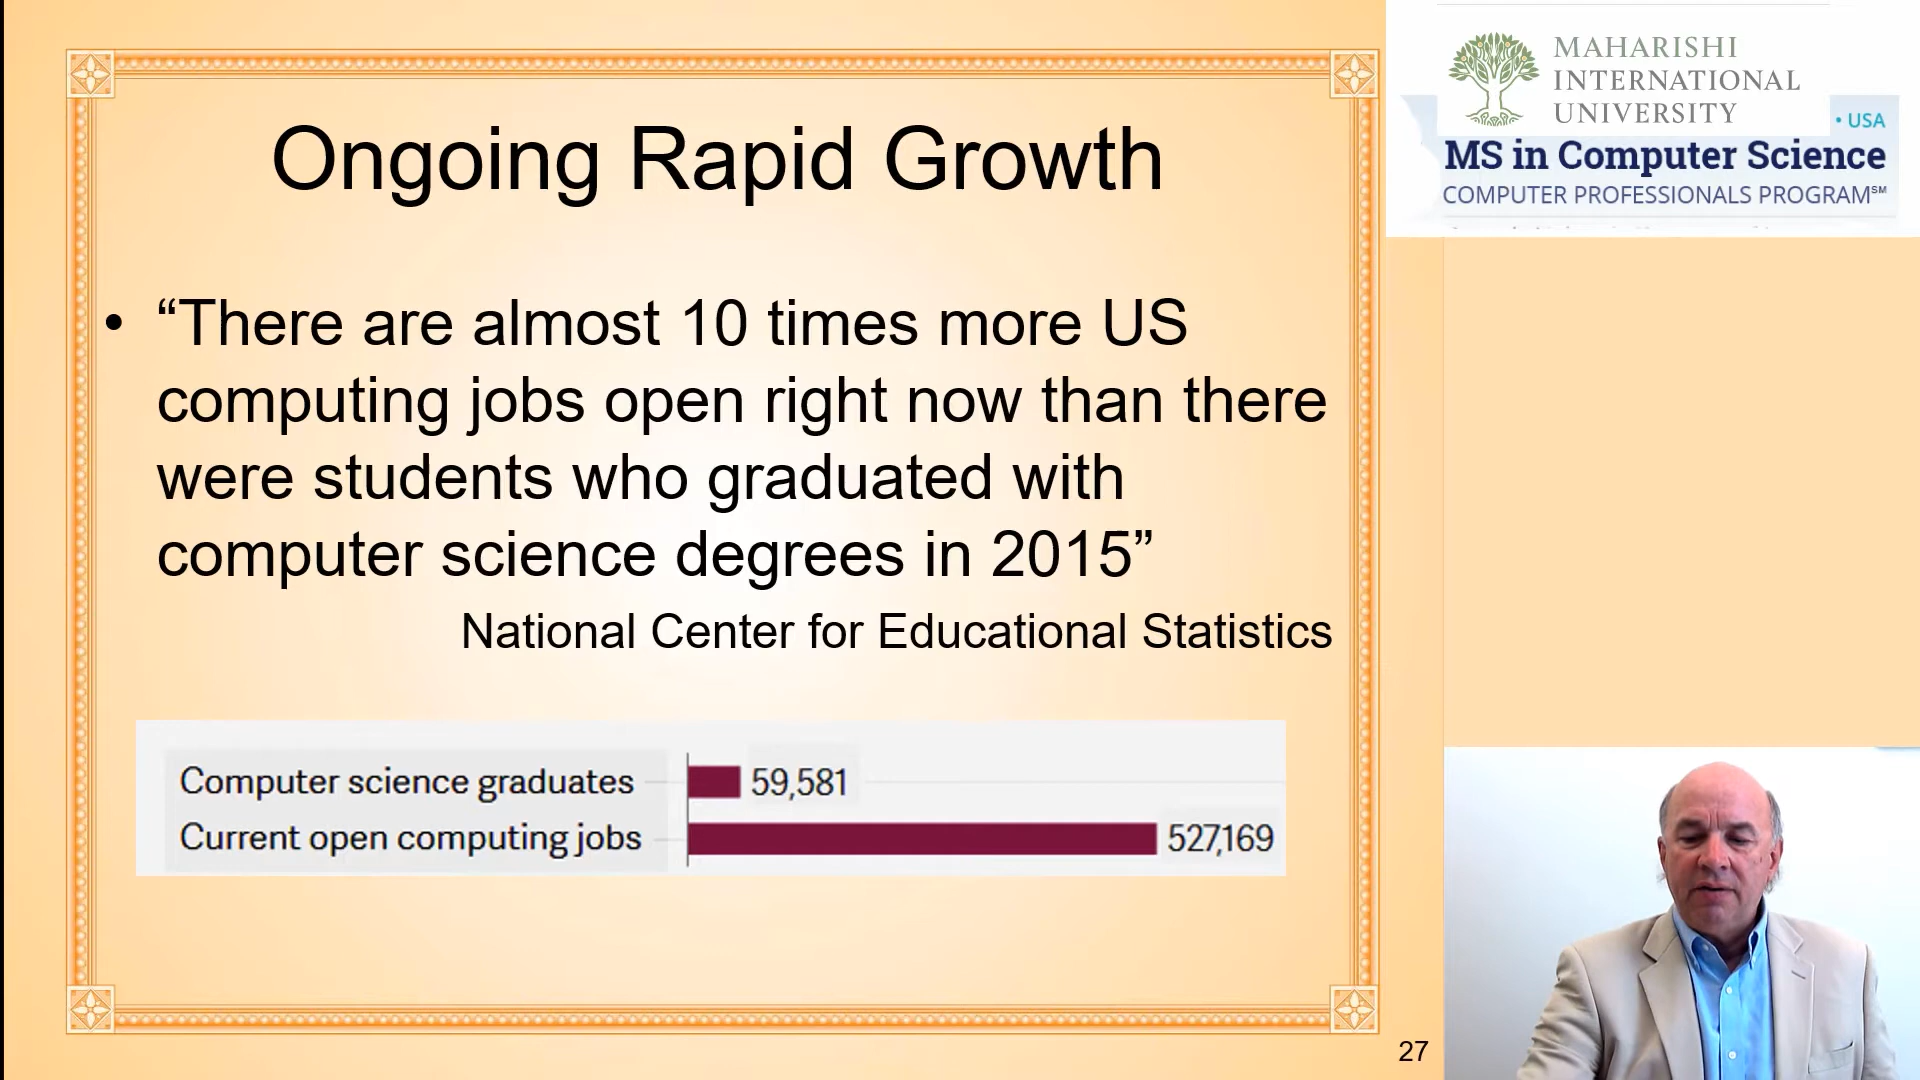 Ongoing Rapid Growth
• “There are almost 10 times more US
computing jobs open right now than there
were students who graduated with
computer science degrees in 2015”
National Center for Educational Statistics
Computer science graduates 59,581
Current open computing jobs 527,169
27
MAHARISHI
INTERNATIONAL
UNIVERSITY
• USA
MS in Computer Science
COMPUTER PROFESSIONALS PROGRAM℠